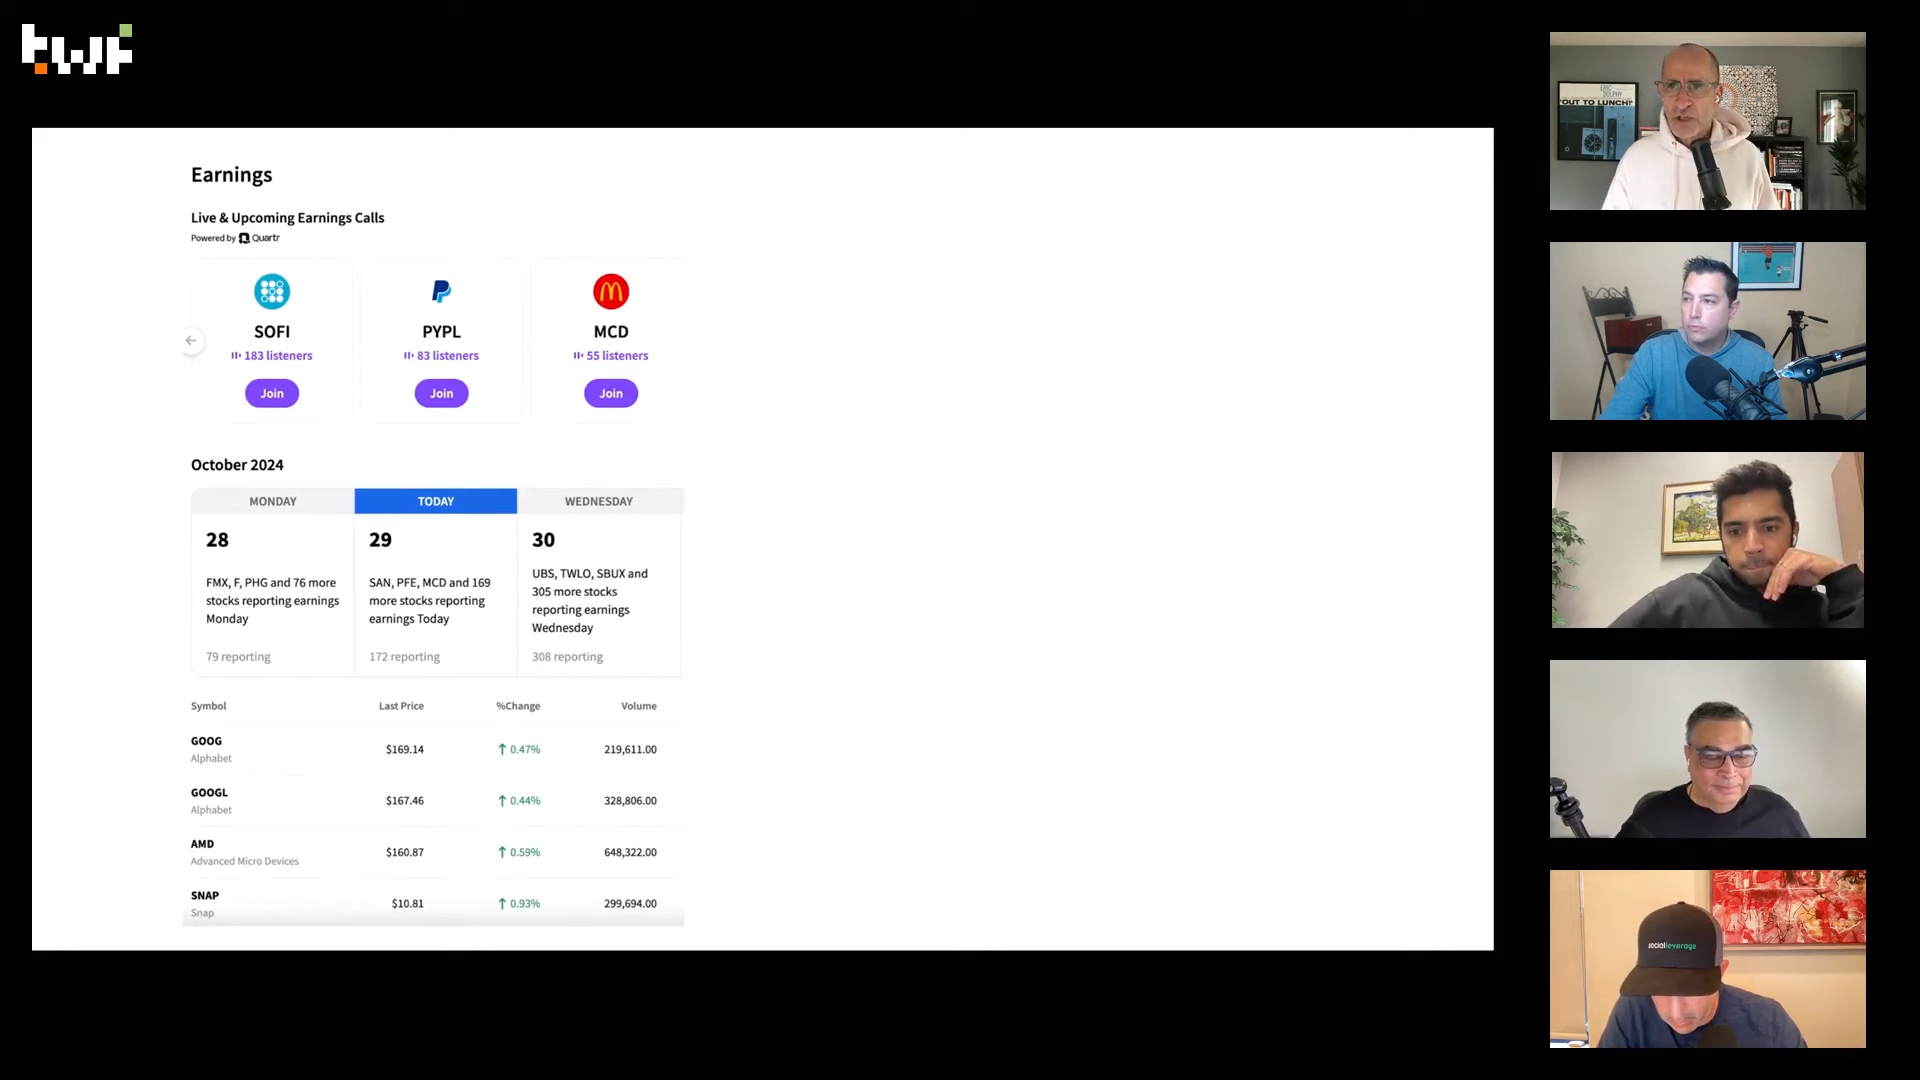 twif
Earnings
Live & Upcoming Earnings Calls
Powered by Quartr
SOFI
183 listeners
Join
PYPL
83 listeners
Join
MCD
55 listeners
Join
October 2024
MONDAY
28
FMX, F, PHG and 76 more
stocks reporting earnings
Monday
79 reporting
TODAY
29
SAN, PFE, MCD and 169
more stocks reporting
earnings Today
172 reporting
WEDNESDAY
30
UBS, TWLO, SBUX and
305 more stocks
reporting earnings
Wednesday
308 reporting
Symbol Last Price %Change Volume
GOOG
Alphabet
$169.14 0.47% 219,611.00
GOOGL
Alphabet
$167.46 0.44% 328,806.00
AMD
Advanced Micro Devices
$160.87 0.59% 648,322.00
SNAP
Snap
$10.81 0.93% 299,694.00
ERIC
DOLPHY
OUT TO LUNCH!
socialleverage